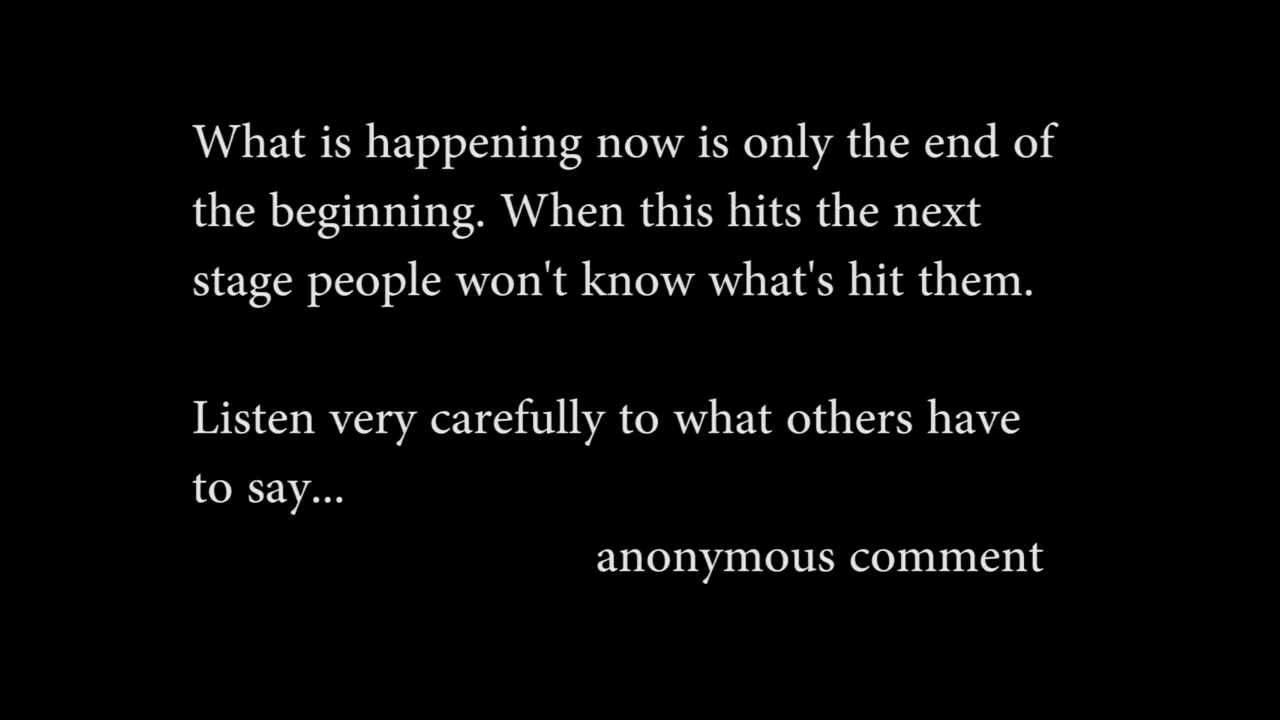 What is happening now is only the end of
the beginning. When this hits the next
stage people won't know what's hit them.
Listen very carefully to what others have
to say...
anonymous comment